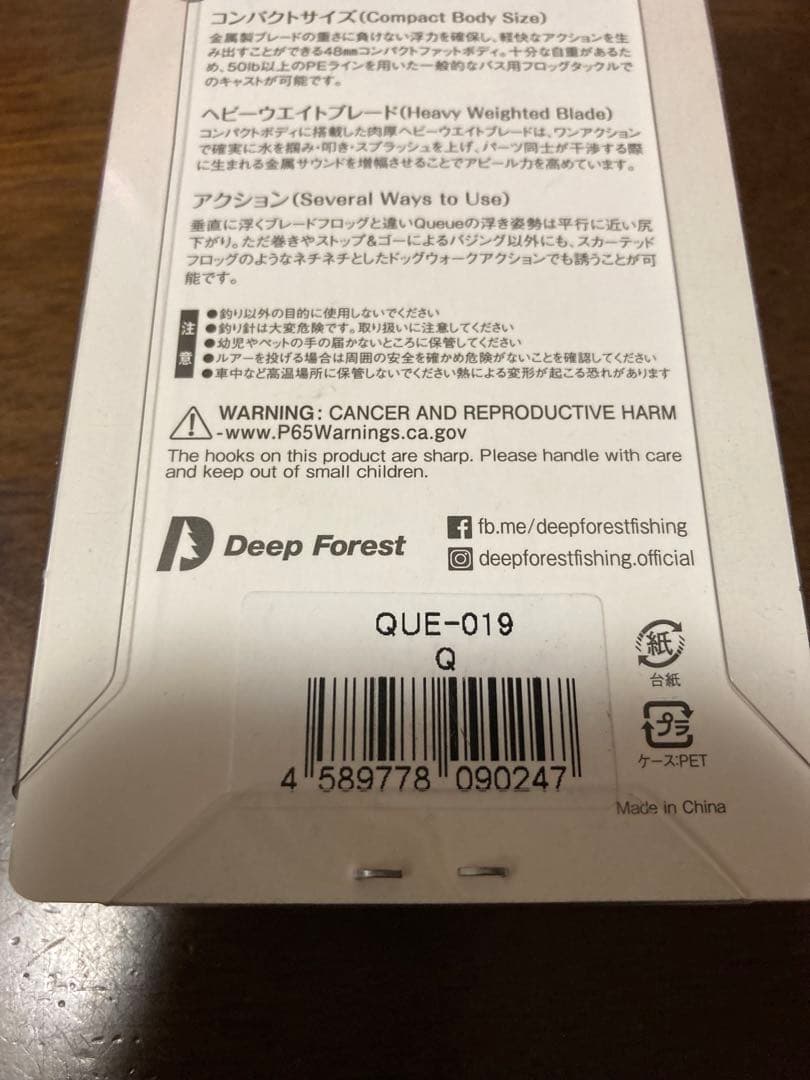 コンパクトサイズ(Compact Body Size)
金属製ブレードの重さに負けない浮力を確保し、軽快なアクションを生
み出すことができる48mmコンパクトファットボディ。十分な自重があるた
め、50lb以上のPEラインを用いた一般的なバス用フロッグタックルで
のキャストが可能です。
ヘビーウエイトブレード(Heavy Weighted Blade)
コンパクトボディに搭載した肉厚ヘビーウエイトブレードは、ワンアクション
で確実に水を掴み・叩き・スプラッシュを上げ、パーツ同士が干渉する際
に生まれる金属サウンドを増幅させることでアピール力を高めています。
アクション(Several Ways to Use)
垂直に浮くブレードフロッグと違いQueueの浮き姿勢は平行に近い尻
下がり。ただ巻きやストップ&ゴーによるバジング以外にも、スカーテッド
フロッグのようなネチネチとしたドッグウォークアクションでも誘うことが可
能です。
注意
●釣り以外の目的に使用しないでください
●釣り針は大変危険です。取り扱いに注意してください
●幼児やペットの手の届かないところに保管してください
●ルアーを投げる場合は周囲の安全を確かめ危険がないことを確認してください
●車中など高温場所に保管しないでください熱による変形が起こる恐れがあります
WARNING: CANCER AND REPRODUCTIVE HARM
-www.P65Warnings.ca.gov
The hooks on this product are sharp. Please handle with care
and keep out of small children.
Deep Forest
fb.me/deepforestfishing
deepforestfishing.official
QUE-019
Q
4 589778 090247
紙
台紙
プラ
ケース:PET
Made in China